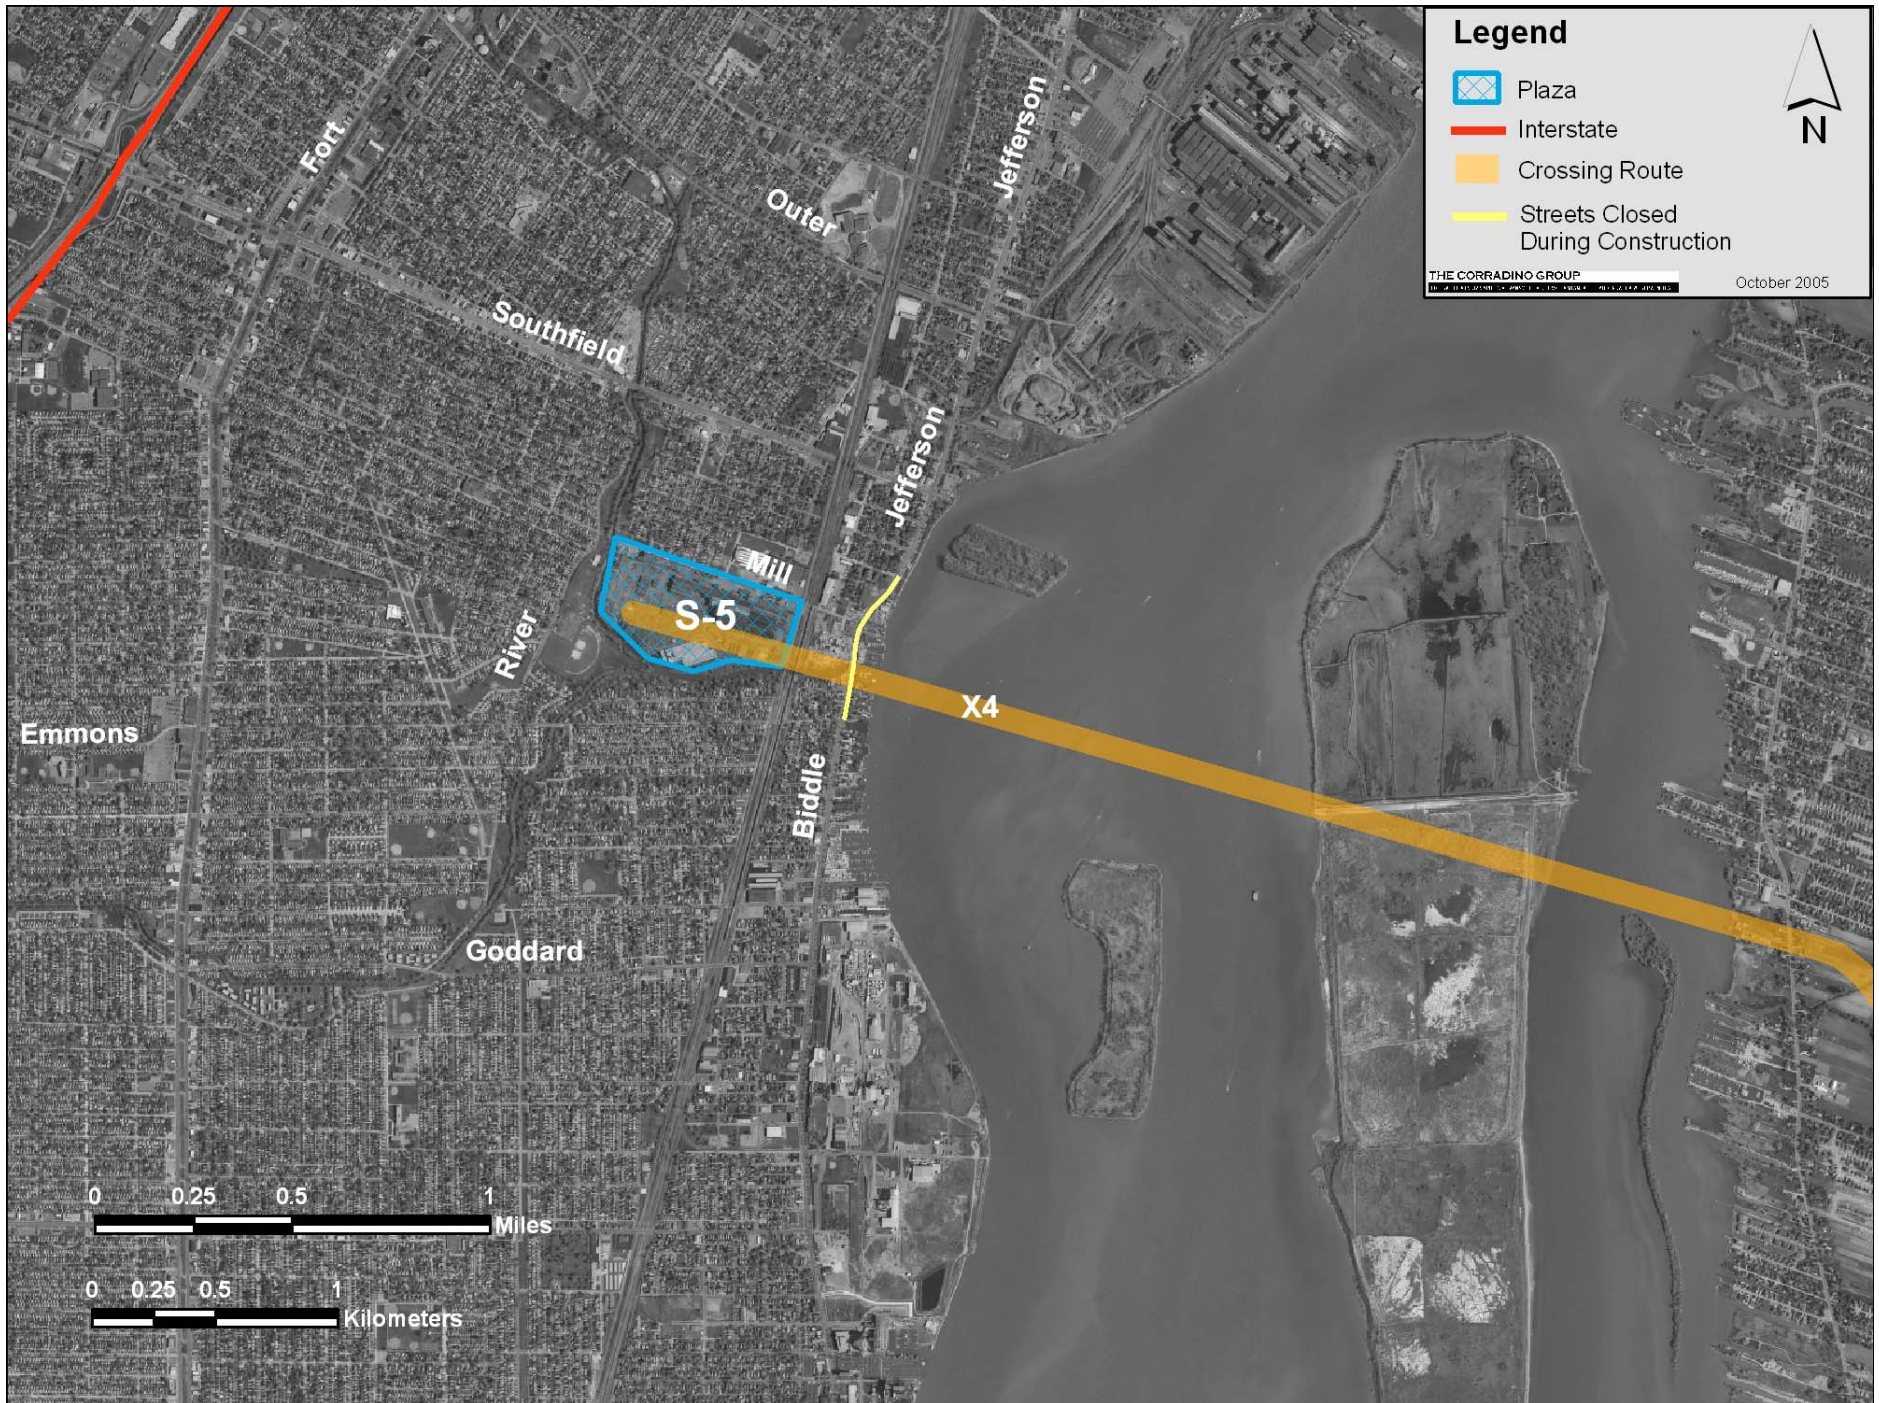 Legend
Plaza
Interstate
Crossing Route
Streets Closed
During Construction
N
THE CORRADINO GROUP
October 2005
Fort
Jefferson
Outer
Southfield
Jefferson
Mill
S-5
River
X4
Emmons
Biddle
Goddard
0 0.25 0.5 1
Miles
0 0.25 0.5 1
Kilometers